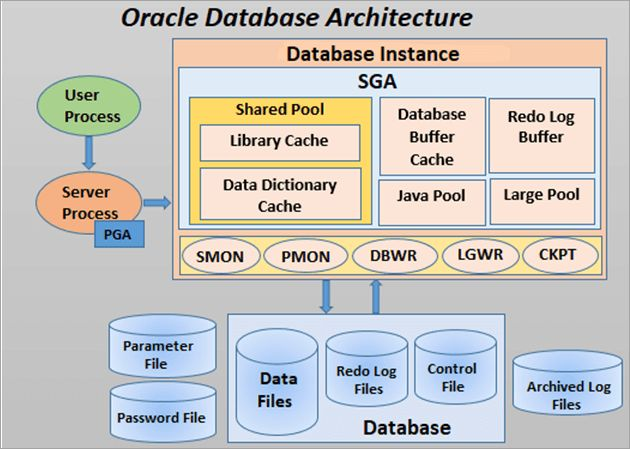 Oracle Database Architecture
Database Instance
SGA
User
Process
Shared Pool
Library Cache
Data Dictionary
Cache
Database
Buffer
Cache
Redo Log
Buffer
Java Pool
Large Pool
Server
Process
PGA
SMON
PMON
DBWR
LGWR
CKPT
Parameter
File
Password File
Data
Files
Redo Log
Files
Control
File
Database
Archived Log
Files